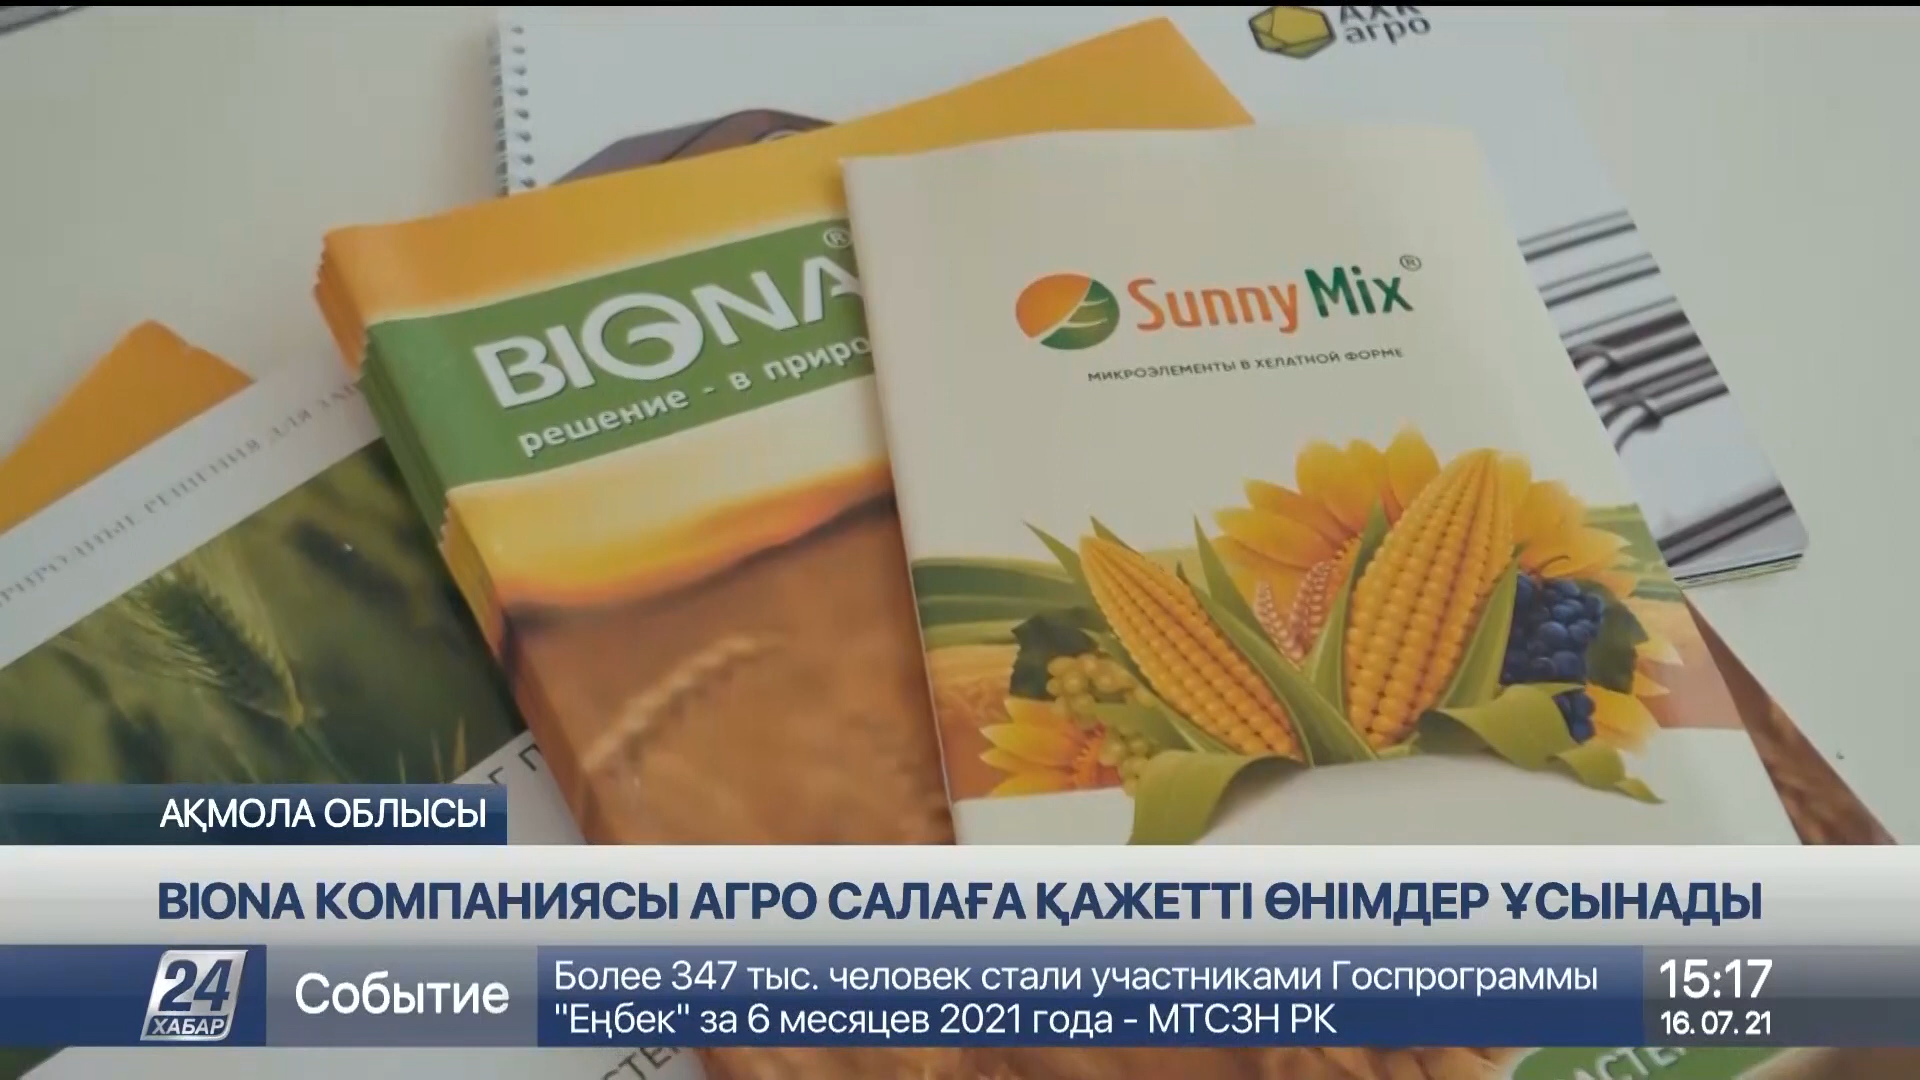 АХК
агро
BIONA®
решение - в приро
SunnyMix®
МИКРОЭЛЕМЕНТЫ В ХЕЛАТНОЙ ФОРМЕ
АҚМОЛА ОБЛЫСЫ
BIONA КОМПАНИЯСЫ АГРО САЛАҒА ҚАЖЕТТІ ӨНІМДЕР ҰСЫНАДЫ
24
ХАБАР
Событие
Более 347 тыс. человек стали участниками Госпрограммы
"Еңбек" за 6 месяцев 2021 года - МТСЗН РК
15:17
16. 07. 21